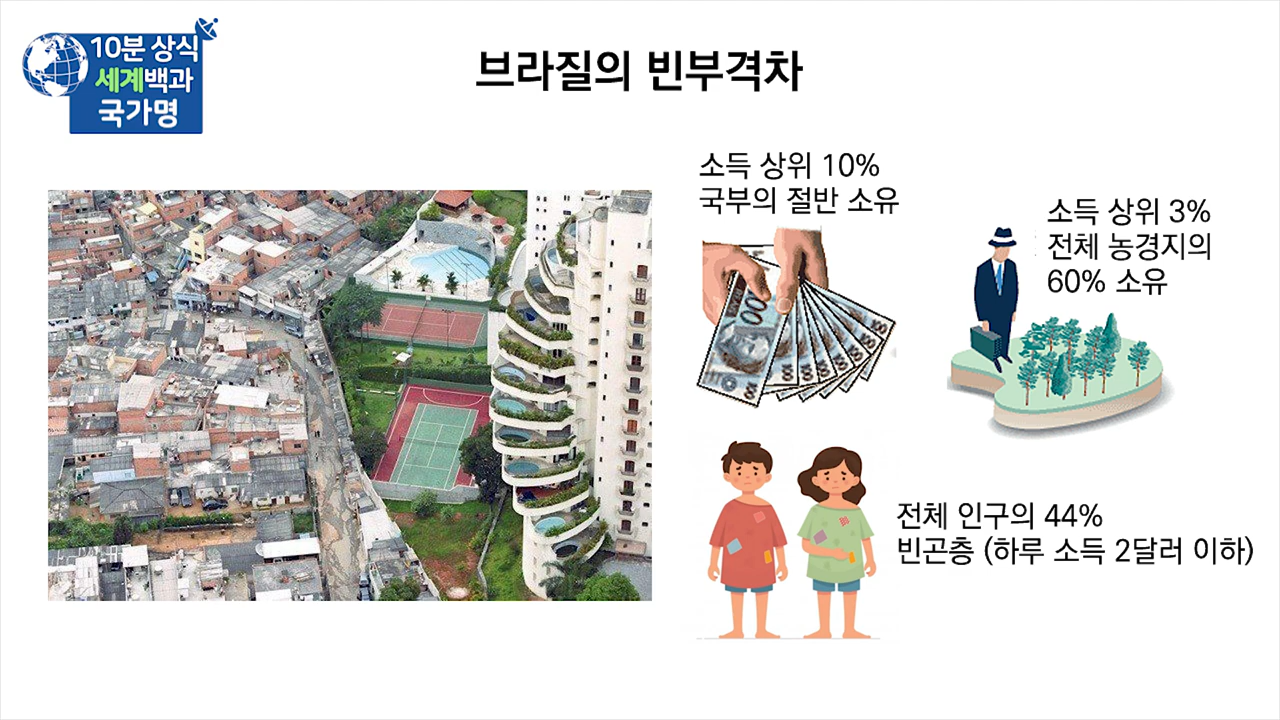 10분 상식
세계백과
국가명
브라질의 빈부격차
소득 상위 10%
국부의 절반 소유
소득 상위 3%
전체 농경지의
60% 소유
전체 인구의 44%
빈곤층 (하루 소득 2달러 이하)